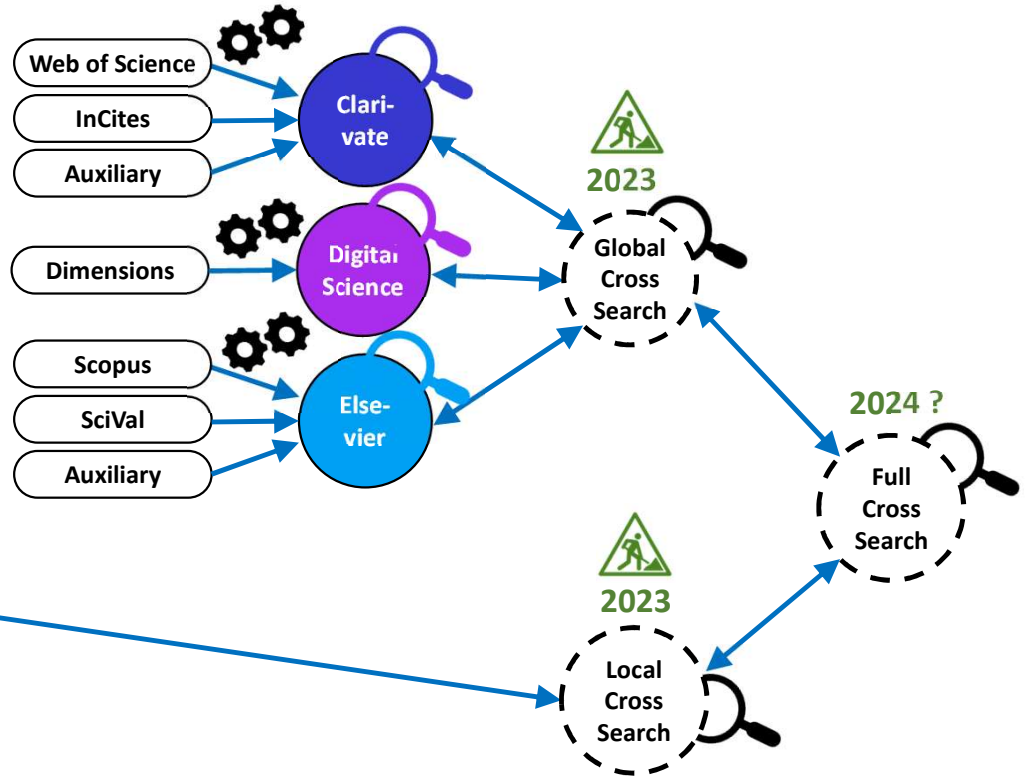 Web of Science
InCites
Auxiliary
Clari-
vate
Dimensions
Digital
Science
Scopus
SciVal
Auxiliary
Else-
vier
2023
Global
Cross
Search
2024 ?
Full
Cross
Search
2023
Local
Cross
Search